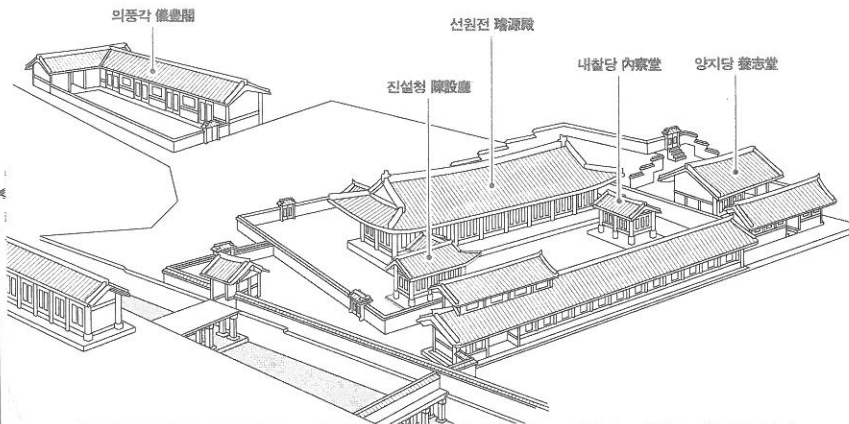 의풍각 儀豊閣
선원전 璿源殿
내찰당 內察堂
양지당 養志堂
진설청 陳設廳